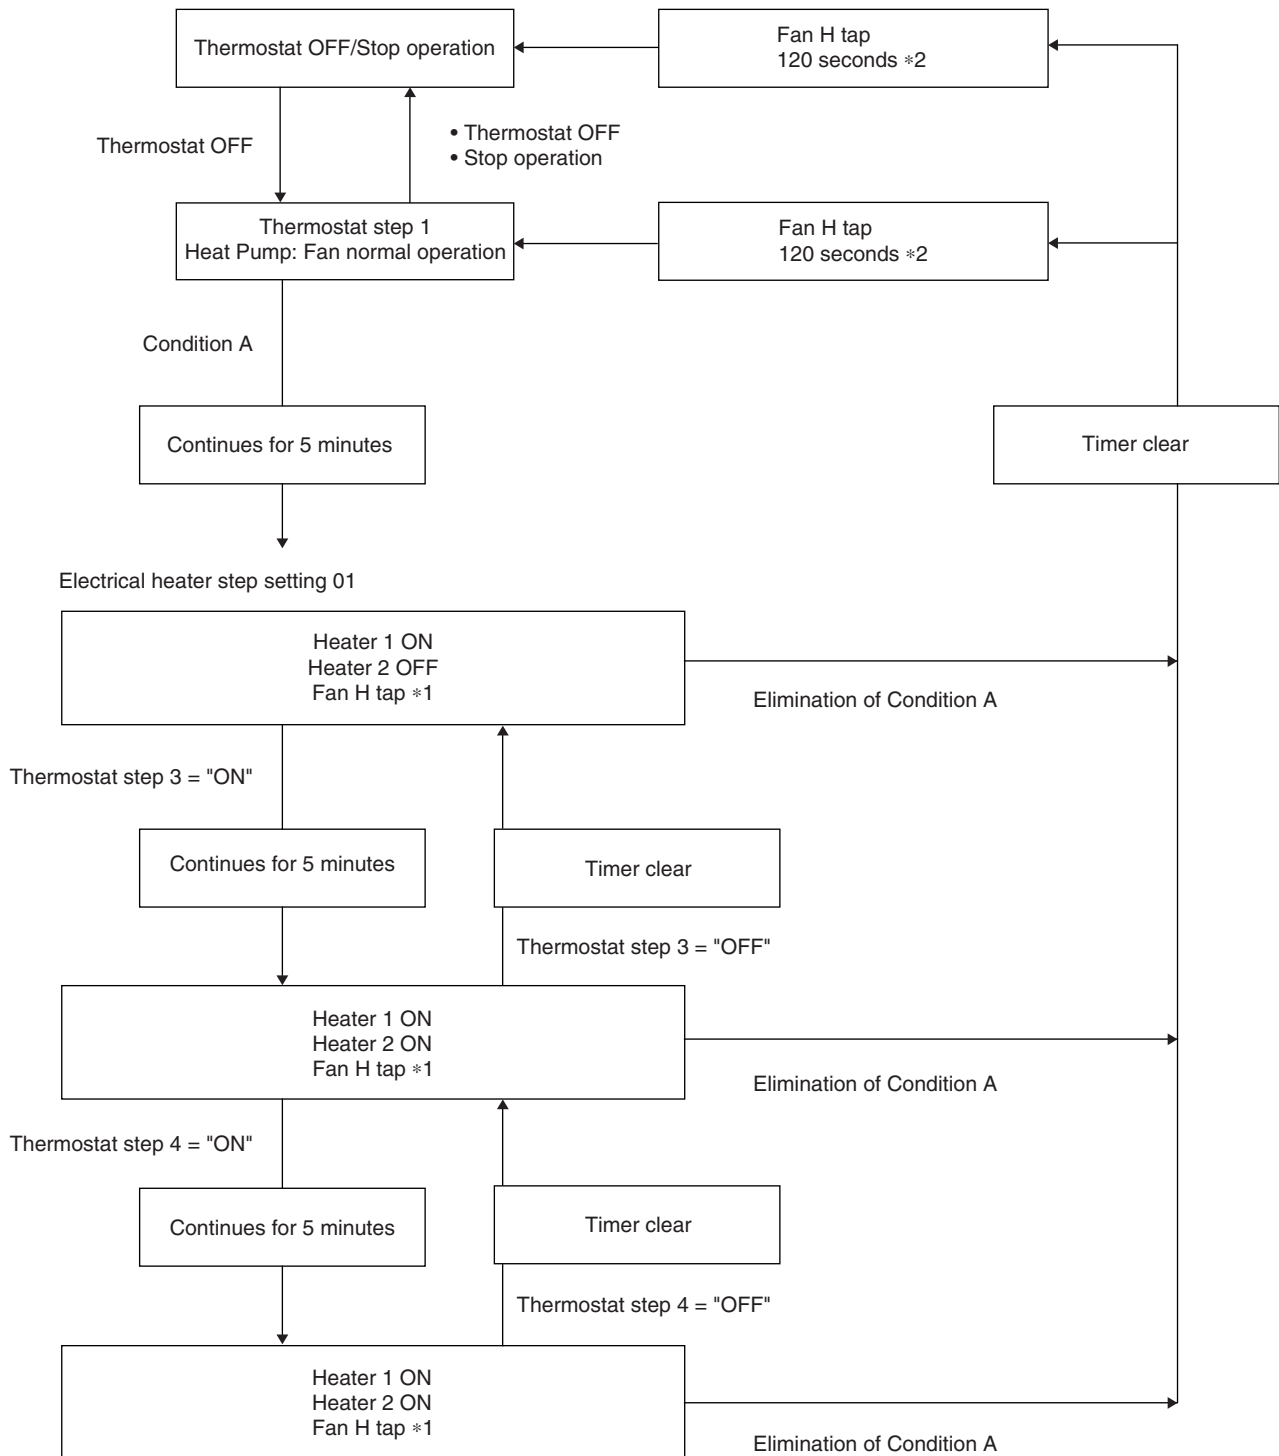 Thermostat OFF/Stop operation
Fan H tap
120 seconds *2
Thermostat OFF
• Thermostat OFF
• Stop operation
Thermostat step 1
Heat Pump: Fan normal operation
Fan H tap
120 seconds *2
Condition A
Continues for 5 minutes
Timer clear
Electrical heater step setting 01
Heater 1 ON
Heater 2 OFF
Fan H tap *1
Elimination of Condition A
Thermostat step 3 = "ON"
Continues for 5 minutes
Timer clear
Thermostat step 3 = "OFF"
Heater 1 ON
Heater 2 ON
Fan H tap *1
Elimination of Condition A
Thermostat step 4 = "ON"
Continues for 5 minutes
Timer clear
Thermostat step 4 = "OFF"
Heater 1 ON
Heater 2 ON
Fan H tap *1
Elimination of Condition A